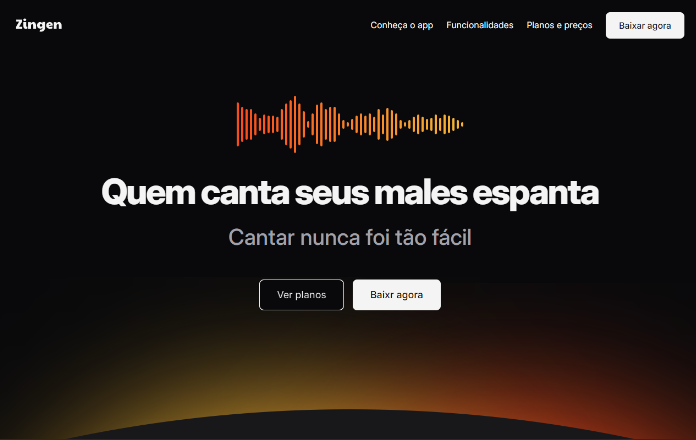 Zingen
Conheça o app
Funcionalidades
Planos e preços
Baixar agora
Quem canta seus males espanta
Cantar nunca foi tão fácil
Ver planos
Baixr agora